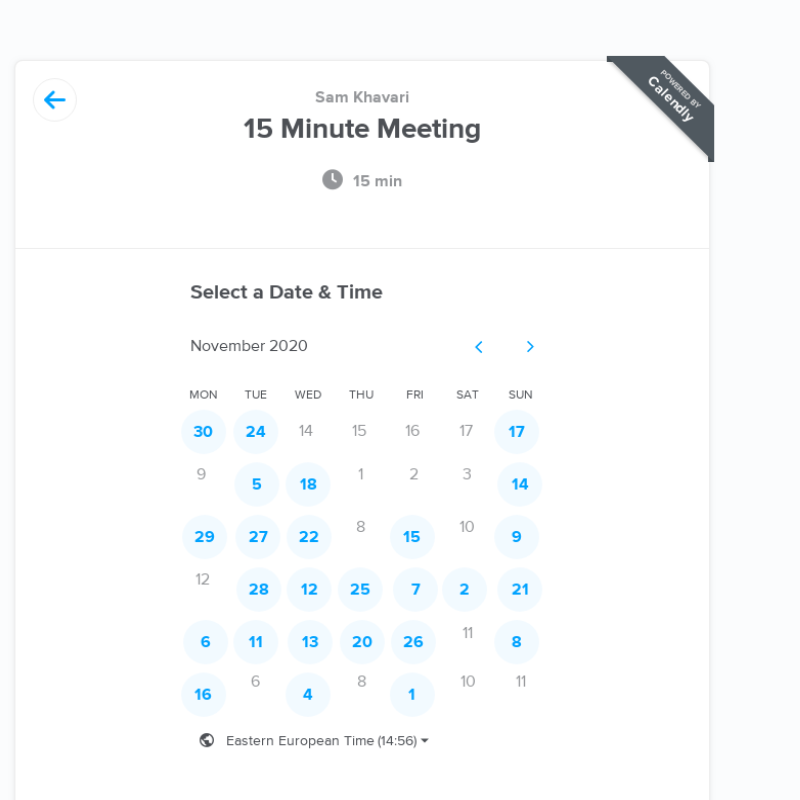 Sam Khavari
15 Minute Meeting
POWERED BY
Calendly
15 min
Select a Date & Time
November 2020
MON TUE WED THU FRI SAT SUN
30 24 14 15 16 17 17
9 5 18 1 2 3 14
29 27 22 8 15 10 9
12 28 12 25 7 2 21
6 11 13 20 26 11 8
16 6 4 8 1 10 11
Eastern European Time (14:56)